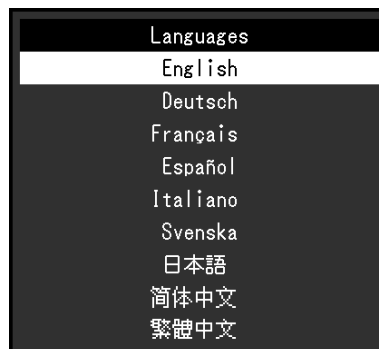 Languages
English
Deutsch
Français
Español
Italiano
Svenska
日本語
简体中文
繁體中文